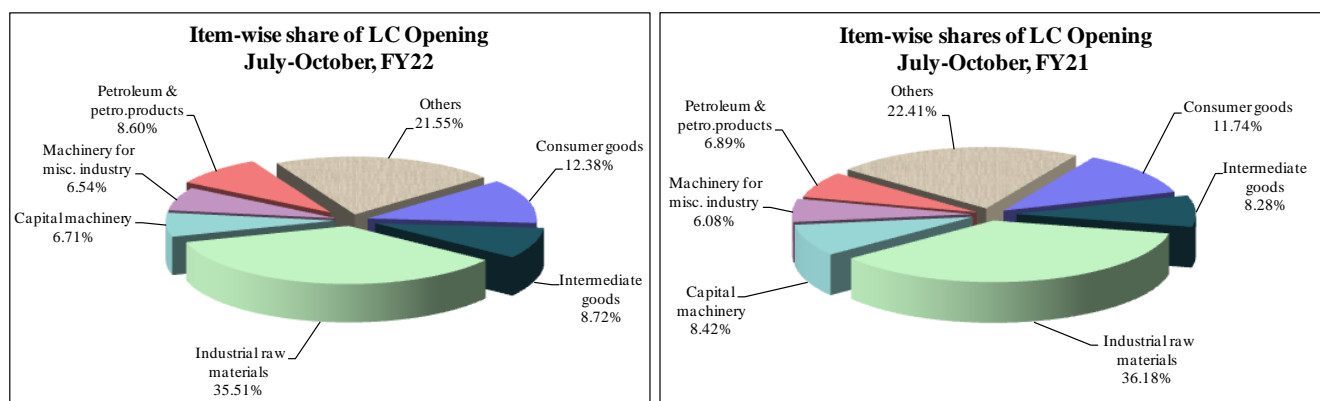 Item-wise share of LC Opening
July-October, FY22
Petroleum &
petro.products
8.60%
Others
21.55%
Consumer goods
12.38%
Machinery for
misc. industry
6.54%
Capital machinery
6.71%
Intermediate
goods
8.72%
Industrial raw
materials
35.51%
Item-wise shares of LC Opening
July-October, FY21
Petroleum &
petro.products
6.89%
Others
22.41%
Consumer goods
11.74%
Intermediate
goods
8.28%
Machinery for
misc. industry
6.08%
Capital
machinery
8.42%
Industrial raw
materials
36.18%